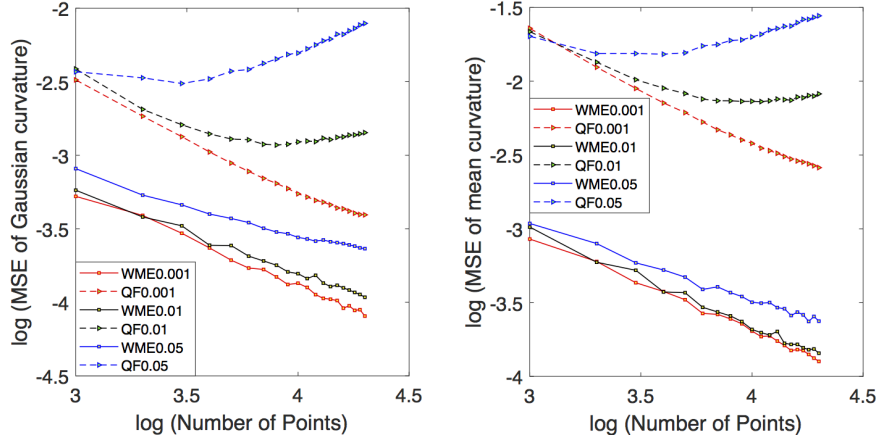 log (MSE of Gaussian curvature)
-2
-2.5
-3
-3.5
-4
-4.5
WME0.001
QF0.001
WME0.01
QF0.01
WME0.05
QF0.05
3
3.5
4
4.5
log (Number of Points)
log (MSE of mean curvature)
-1.5
-2
-2.5
-3
-3.5
-4
WME0.001
QF0.001
WME0.01
QF0.01
WME0.05
QF0.05
3
3.5
4
4.5
log (Number of Points)